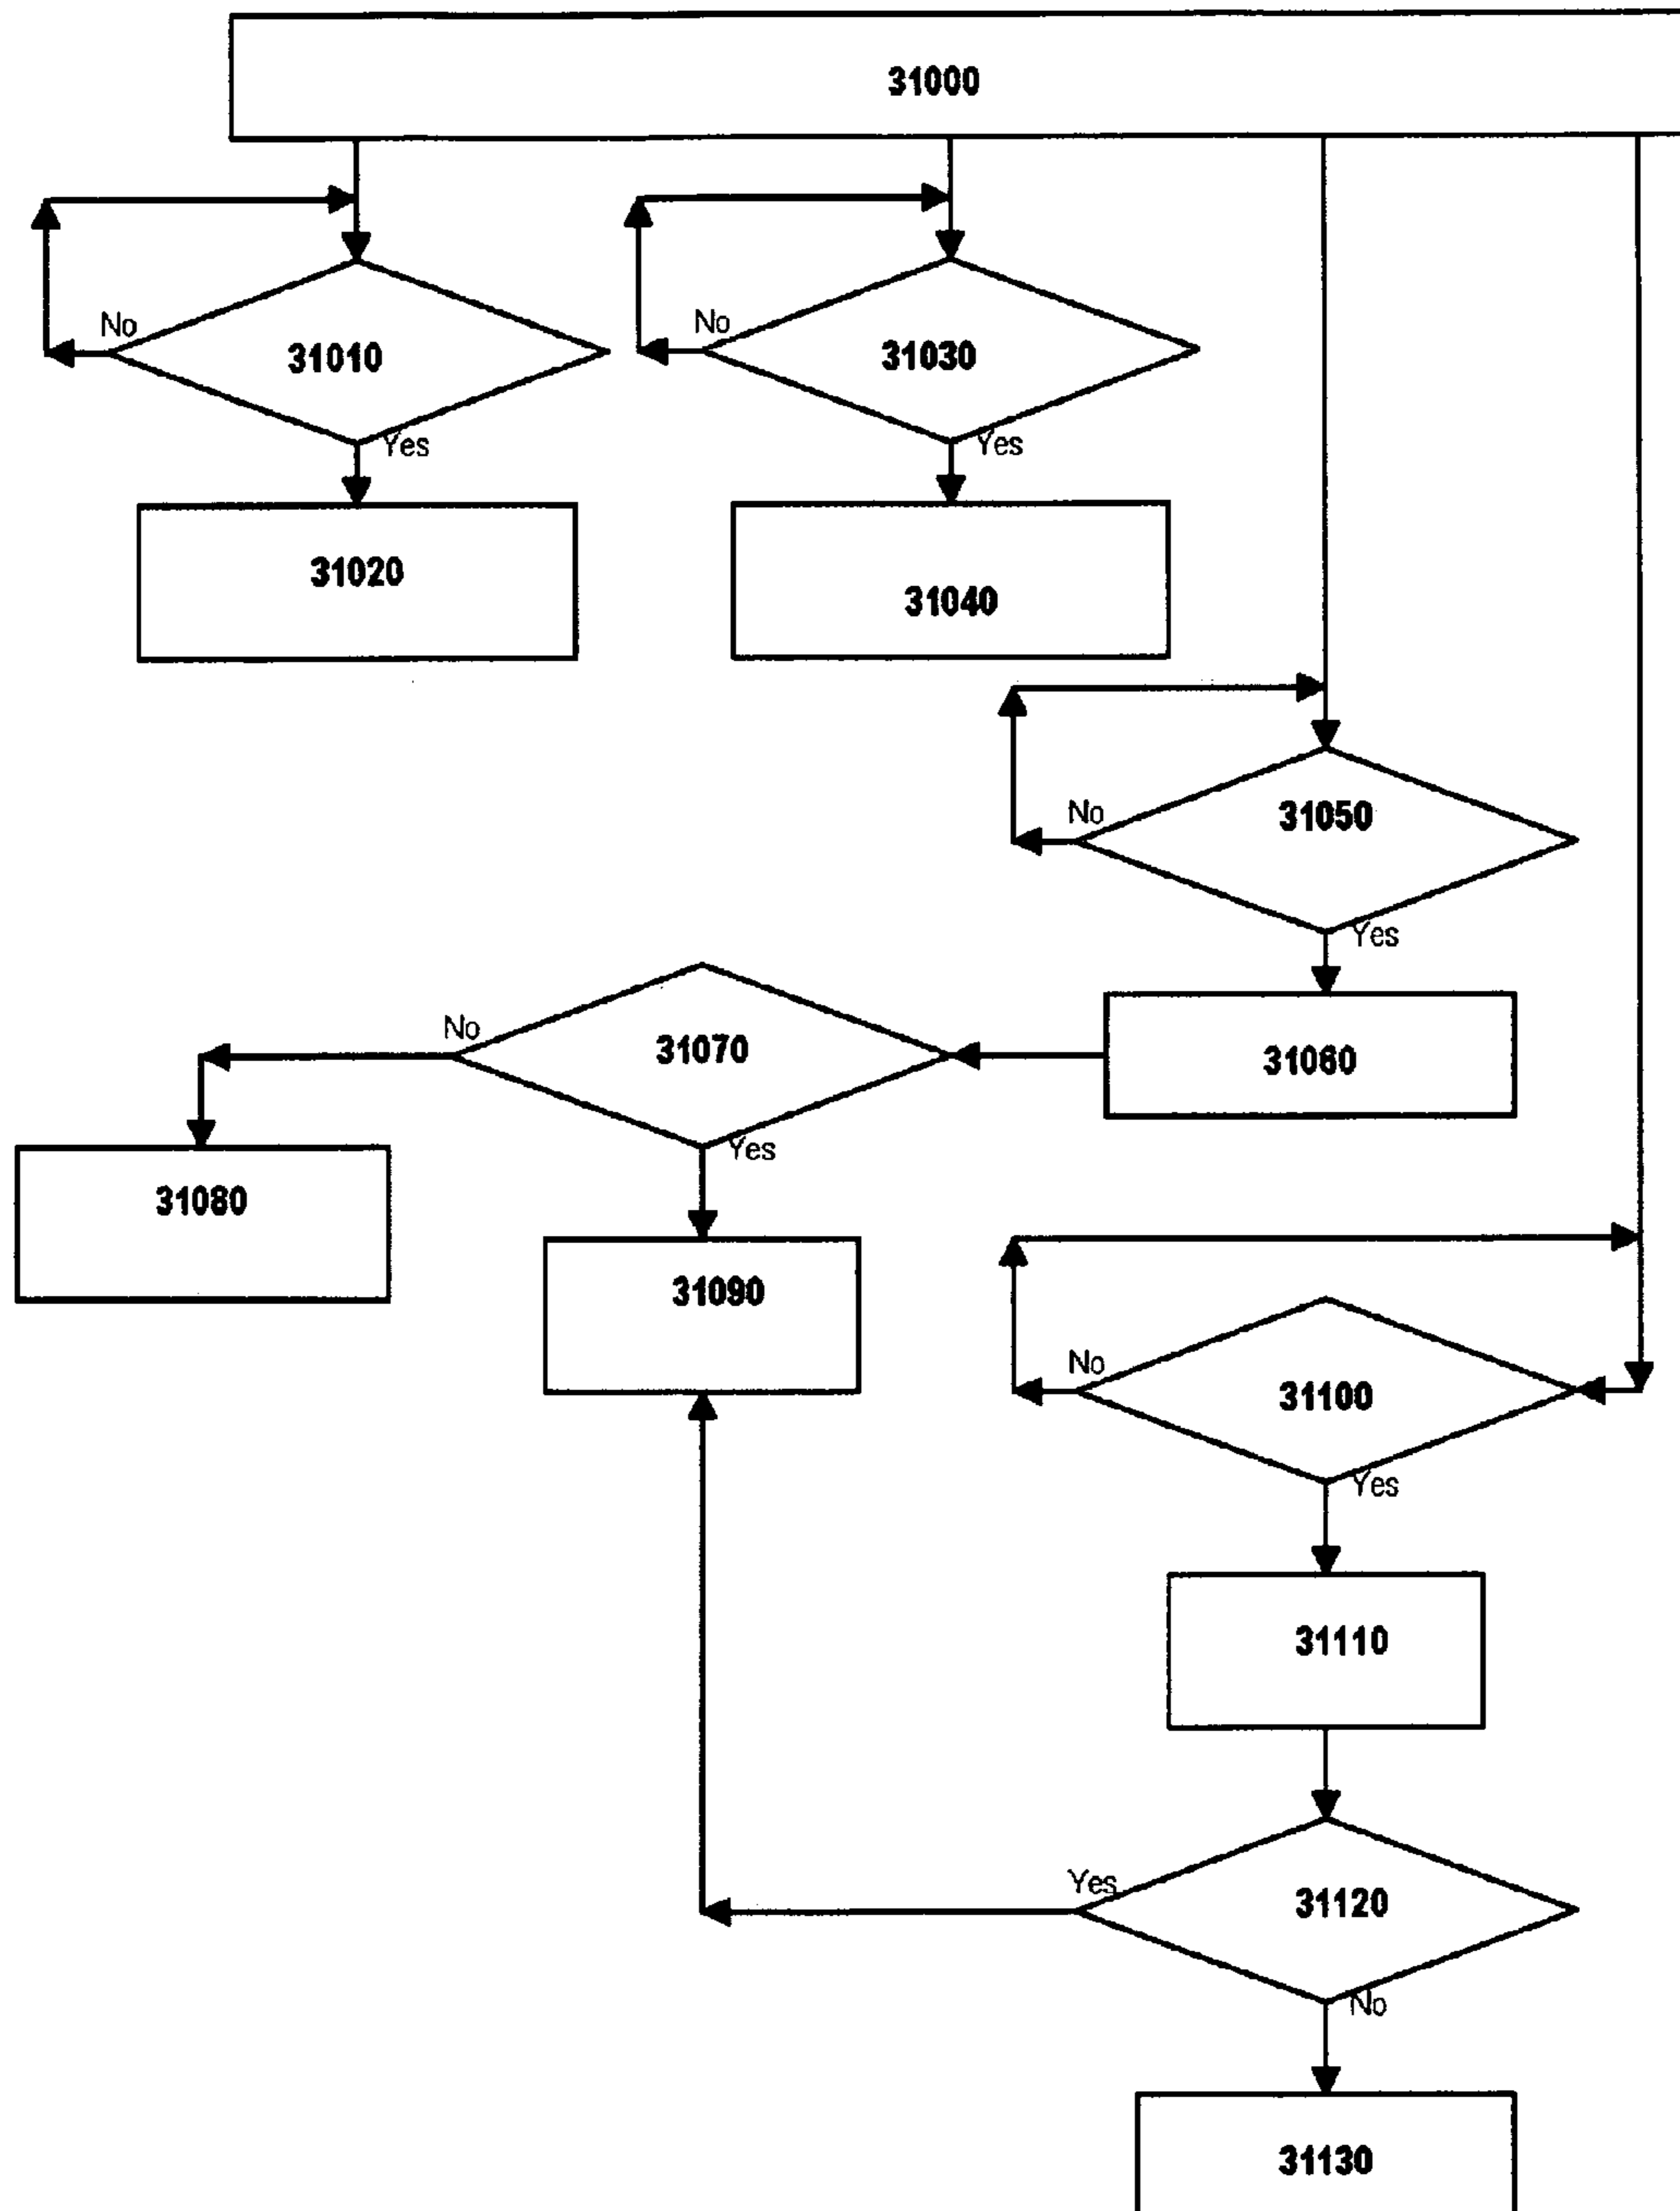 31000
No
31010
Yes
31020
No
31030
Yes
31040
No
31050
Yes
31060
No
31070
Yes
31080
31090
No
31100
Yes
31110
Yes
31120
No
31130